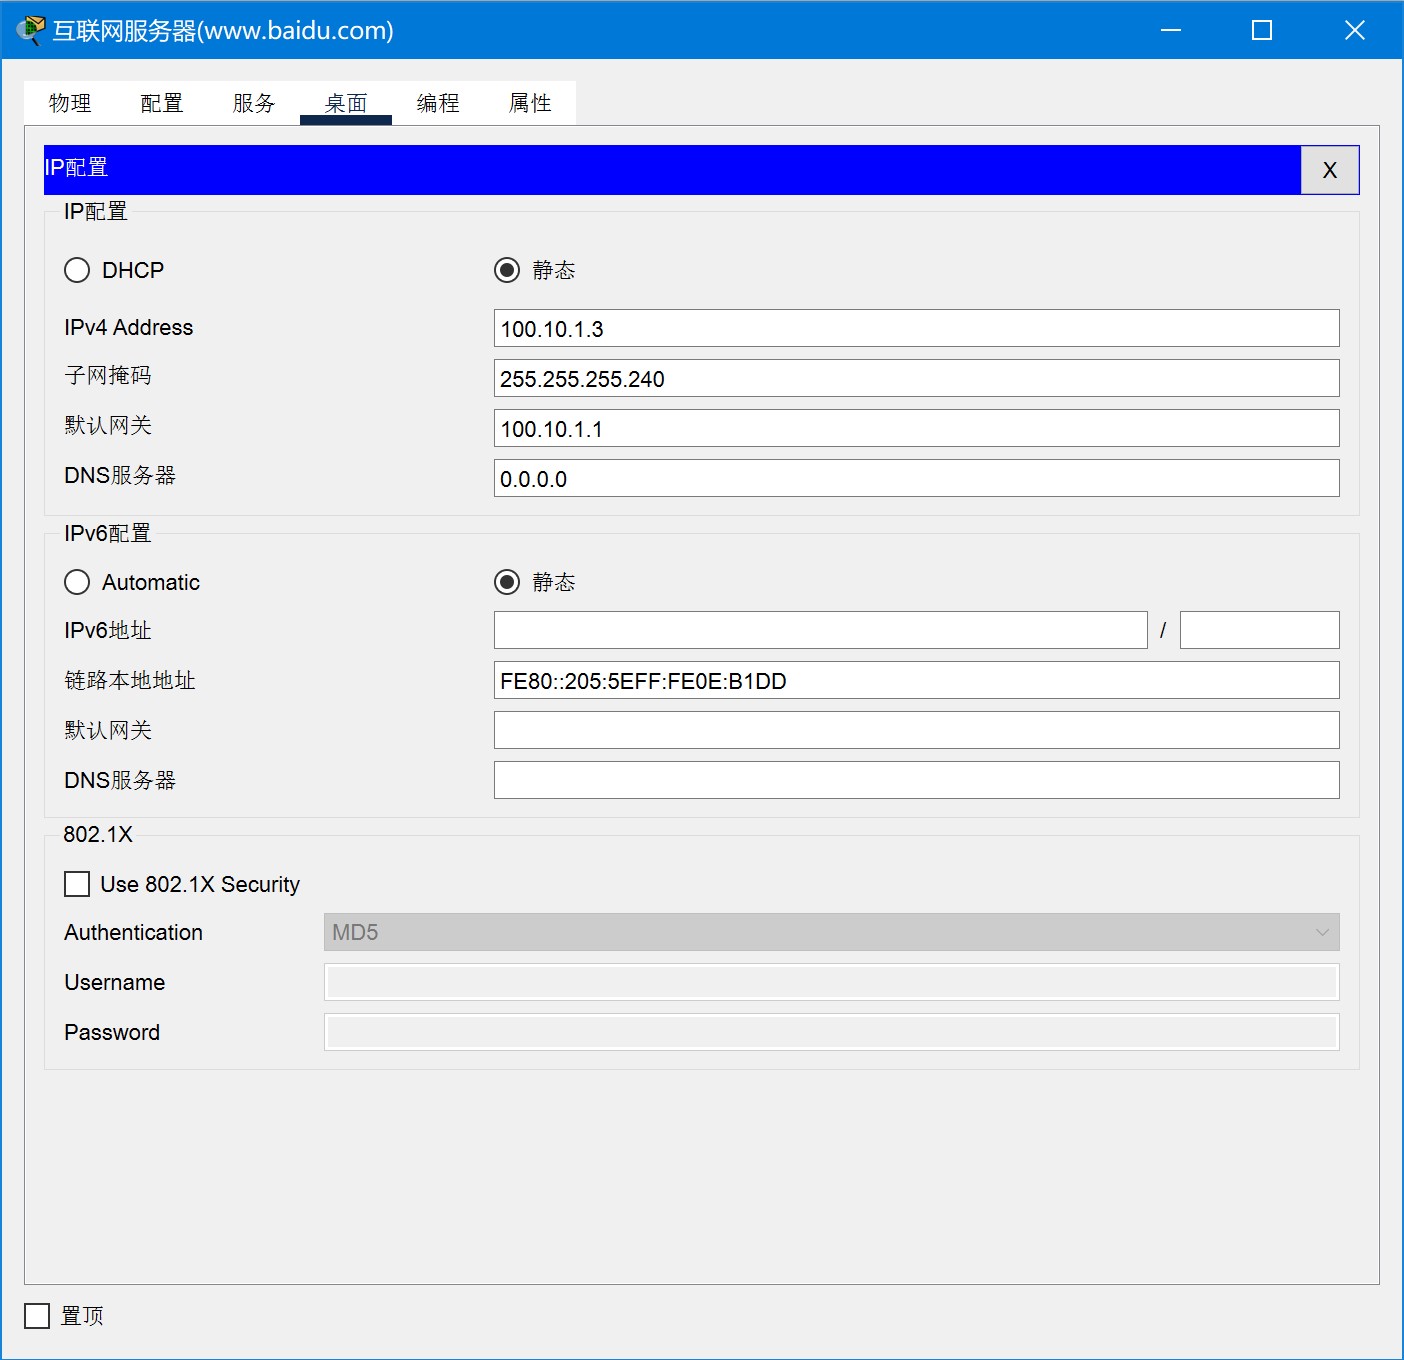 互联网服务器(www.baidu.com)
物理 配置 服务 桌面 编程 属性
IP配置 X
IP配置
DHCP 静态
IPv4 Address 100.10.1.3
子网掩码 255.255.255.240
默认网关 100.10.1.1
DNS服务器 0.0.0.0
IPv6配置
Automatic 静态
IPv6地址 /
链路本地地址 FE80::205:5EFF:FE0E:B1DD
默认网关
DNS服务器
802.1X
Use 802.1X Security
Authentication MD5
Username
Password
置顶